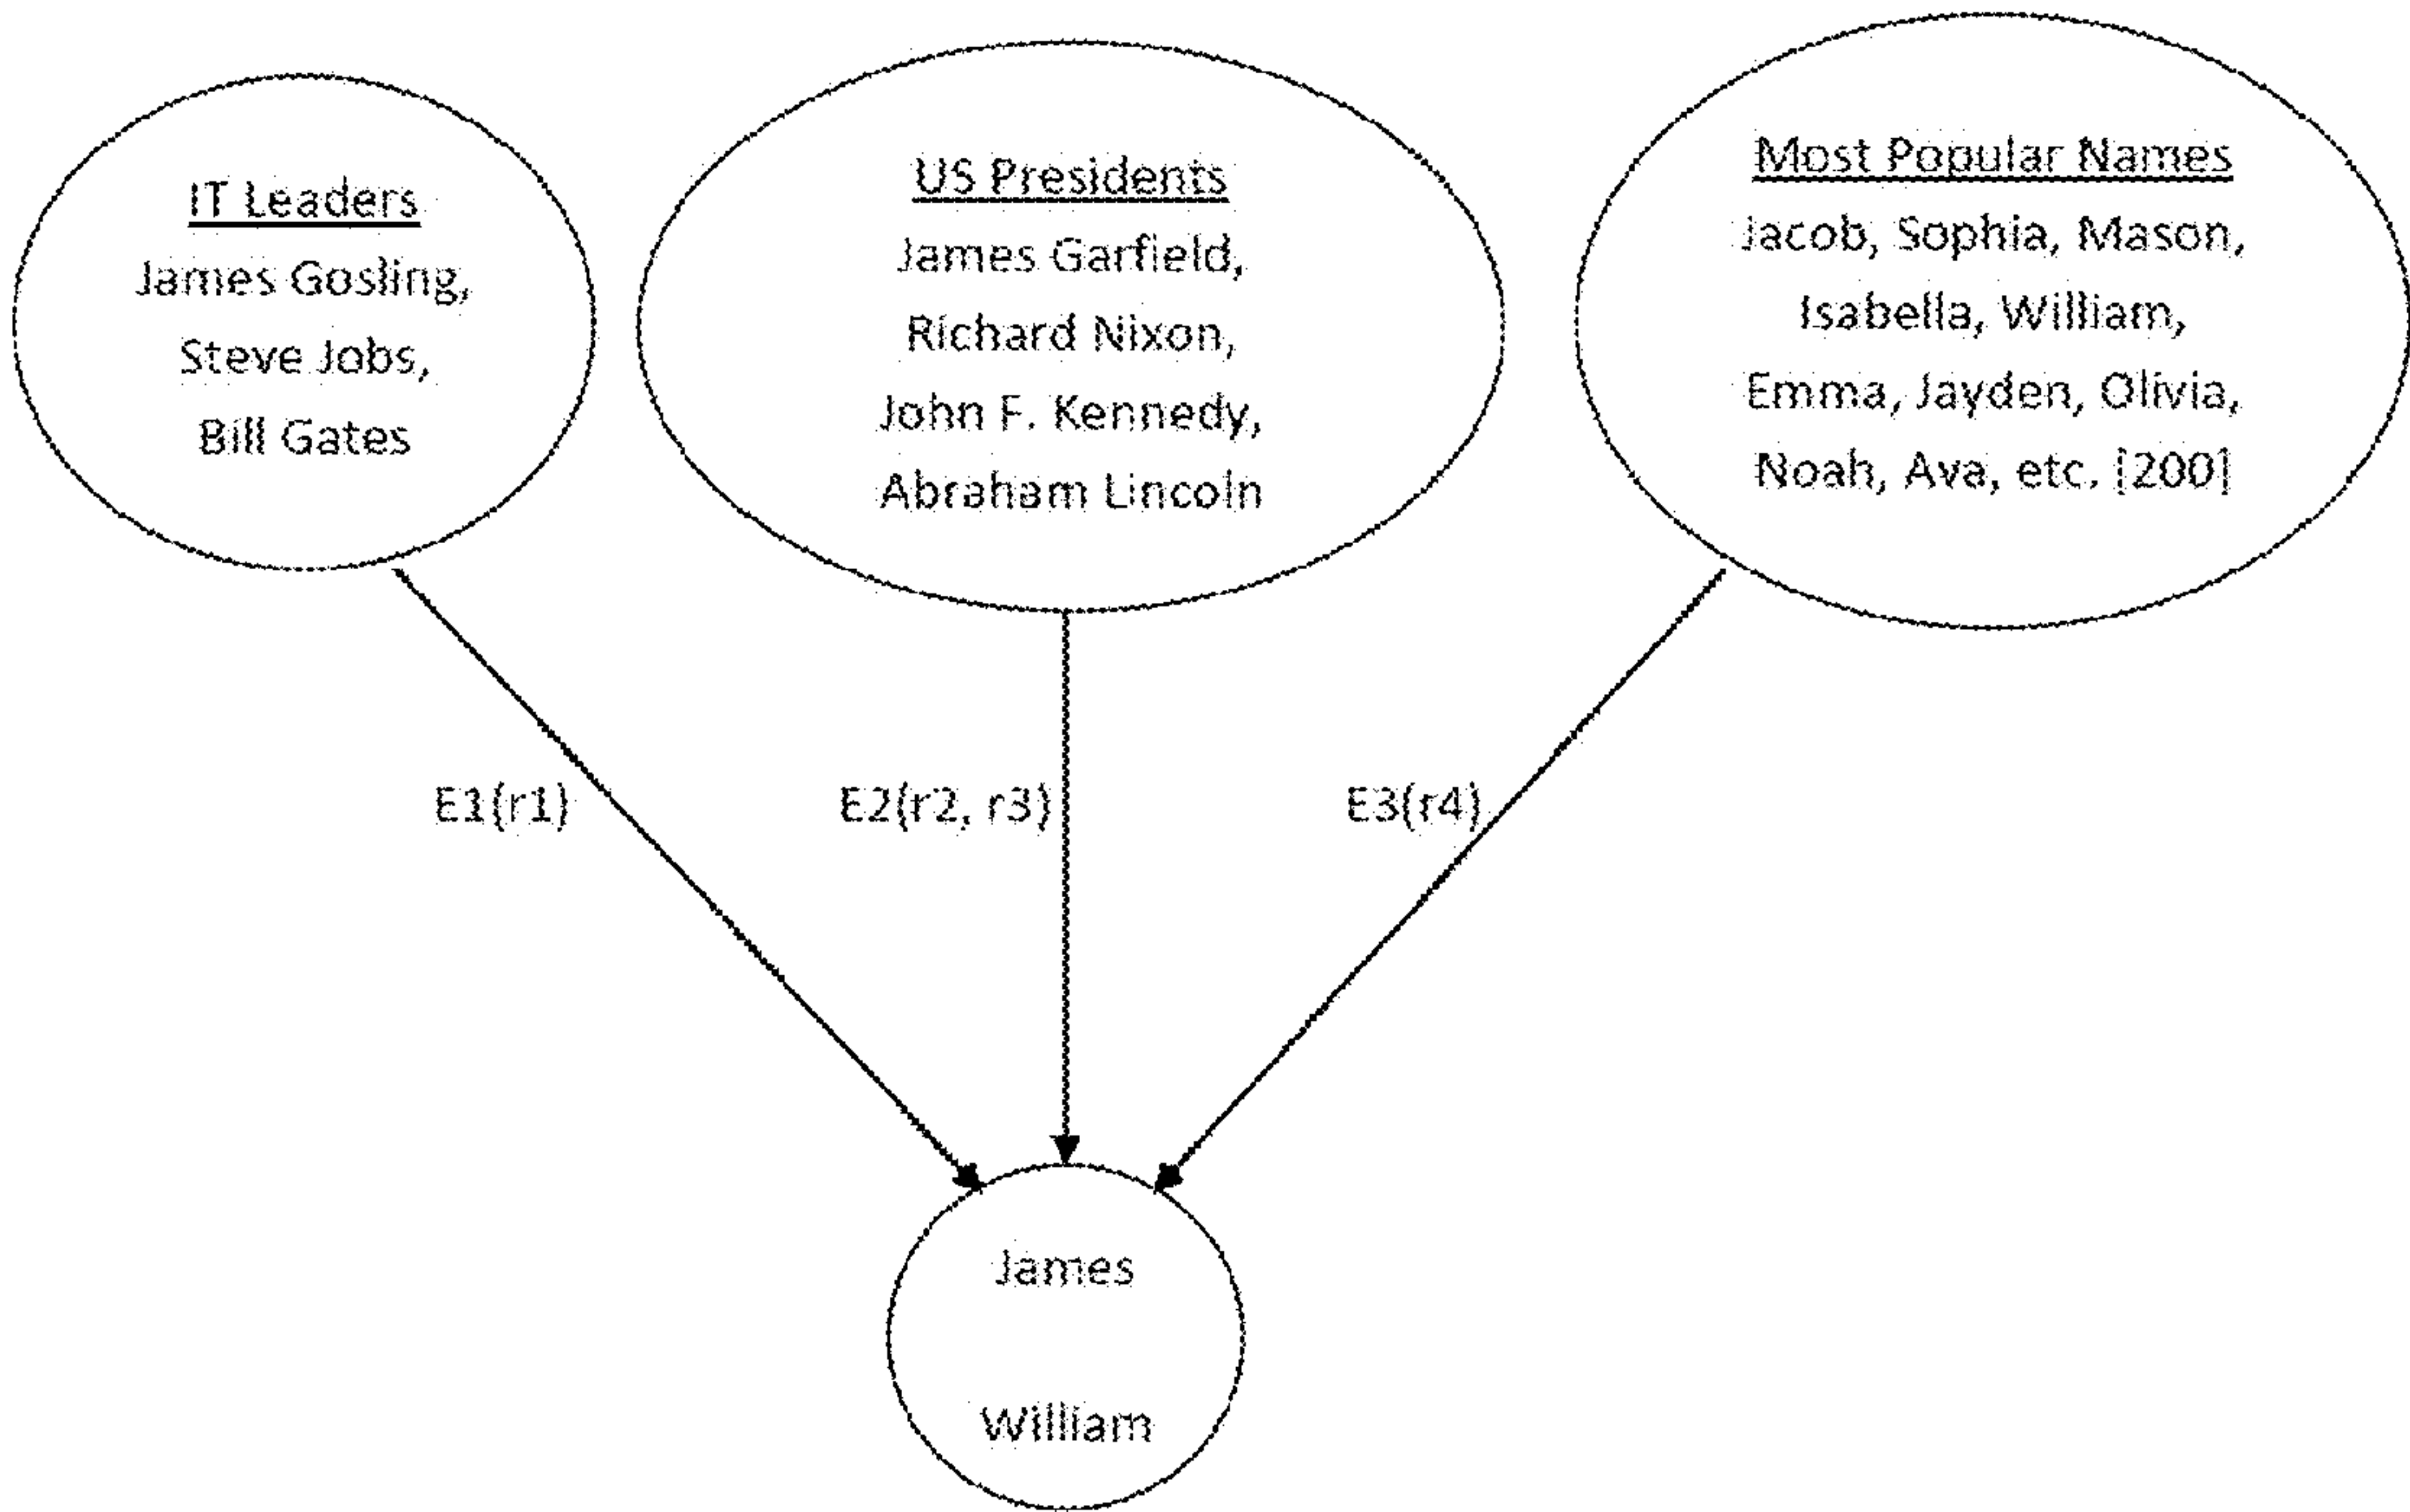 IT Leaders
James Gosling,
Steve Jobs,
Bill Gates
US Presidents
James Garfield,
Richard Nixon,
John F. Kennedy,
Abraham Lincoln
Most Popular Names
Jacob, Sophia, Mason,
Isabella, William,
Emma, Jayden, Olivia,
Noah, Ava, etc. [200]
E1(r1)
E2(r2, r3)
E3(r4)
James
William